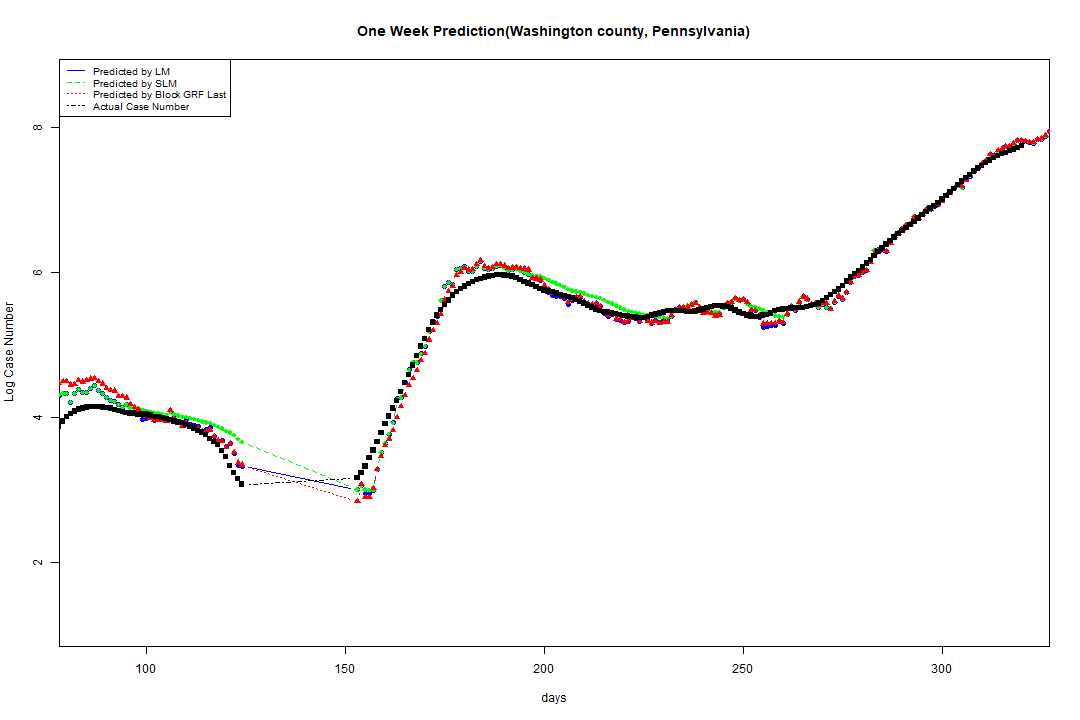 One Week Prediction(Washington county, Pennsylvania)
Predicted by LM
Predicted by SLM
Predicted by Block GRF Last
Actual Case Number
8
6
4
2
Log Case Number
100 150 200 250 300
days